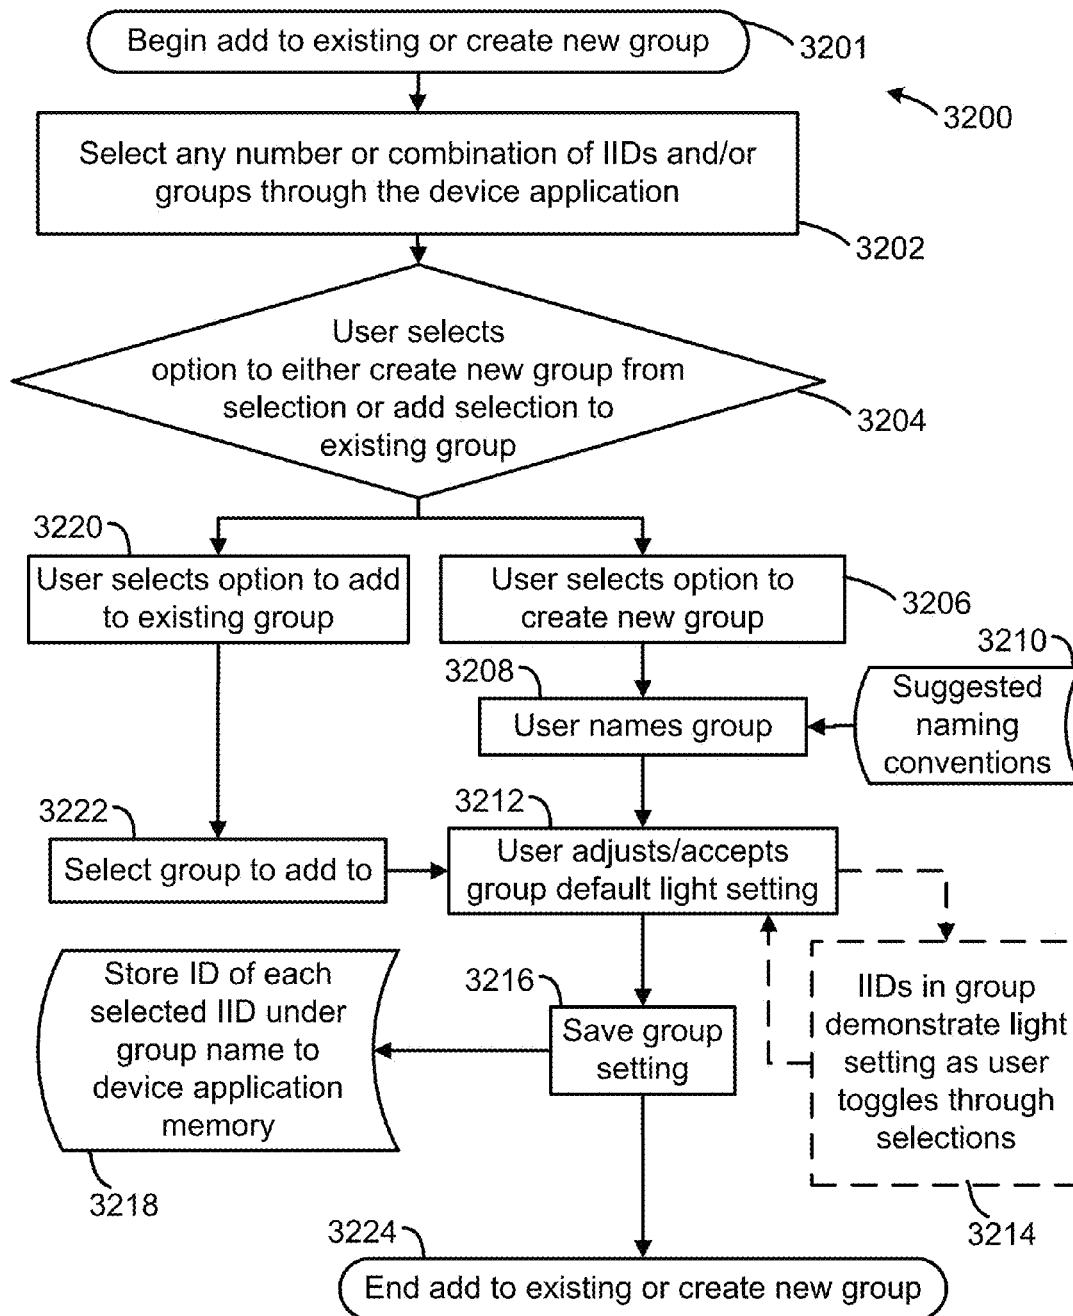 Begin add to existing or create new group
3201
3200
Select any number or combination of IIDs and/or
groups through the device application
3202
User selects
option to either create new group from
selection or add selection to
existing group
3204
3220
User selects option to add
to existing group
User selects option to
create new group
3206
3210
3208
User names group
Suggested
naming
conventions
3222
Select group to add to
3212
User adjusts/accepts
group default light setting
Store ID of each
selected IID under
group name to
device application
memory
3218
3216
Save group
setting
IIDs in group
demonstrate light
setting as user
toggles through
selections
3214
3224
End add to existing or create new group